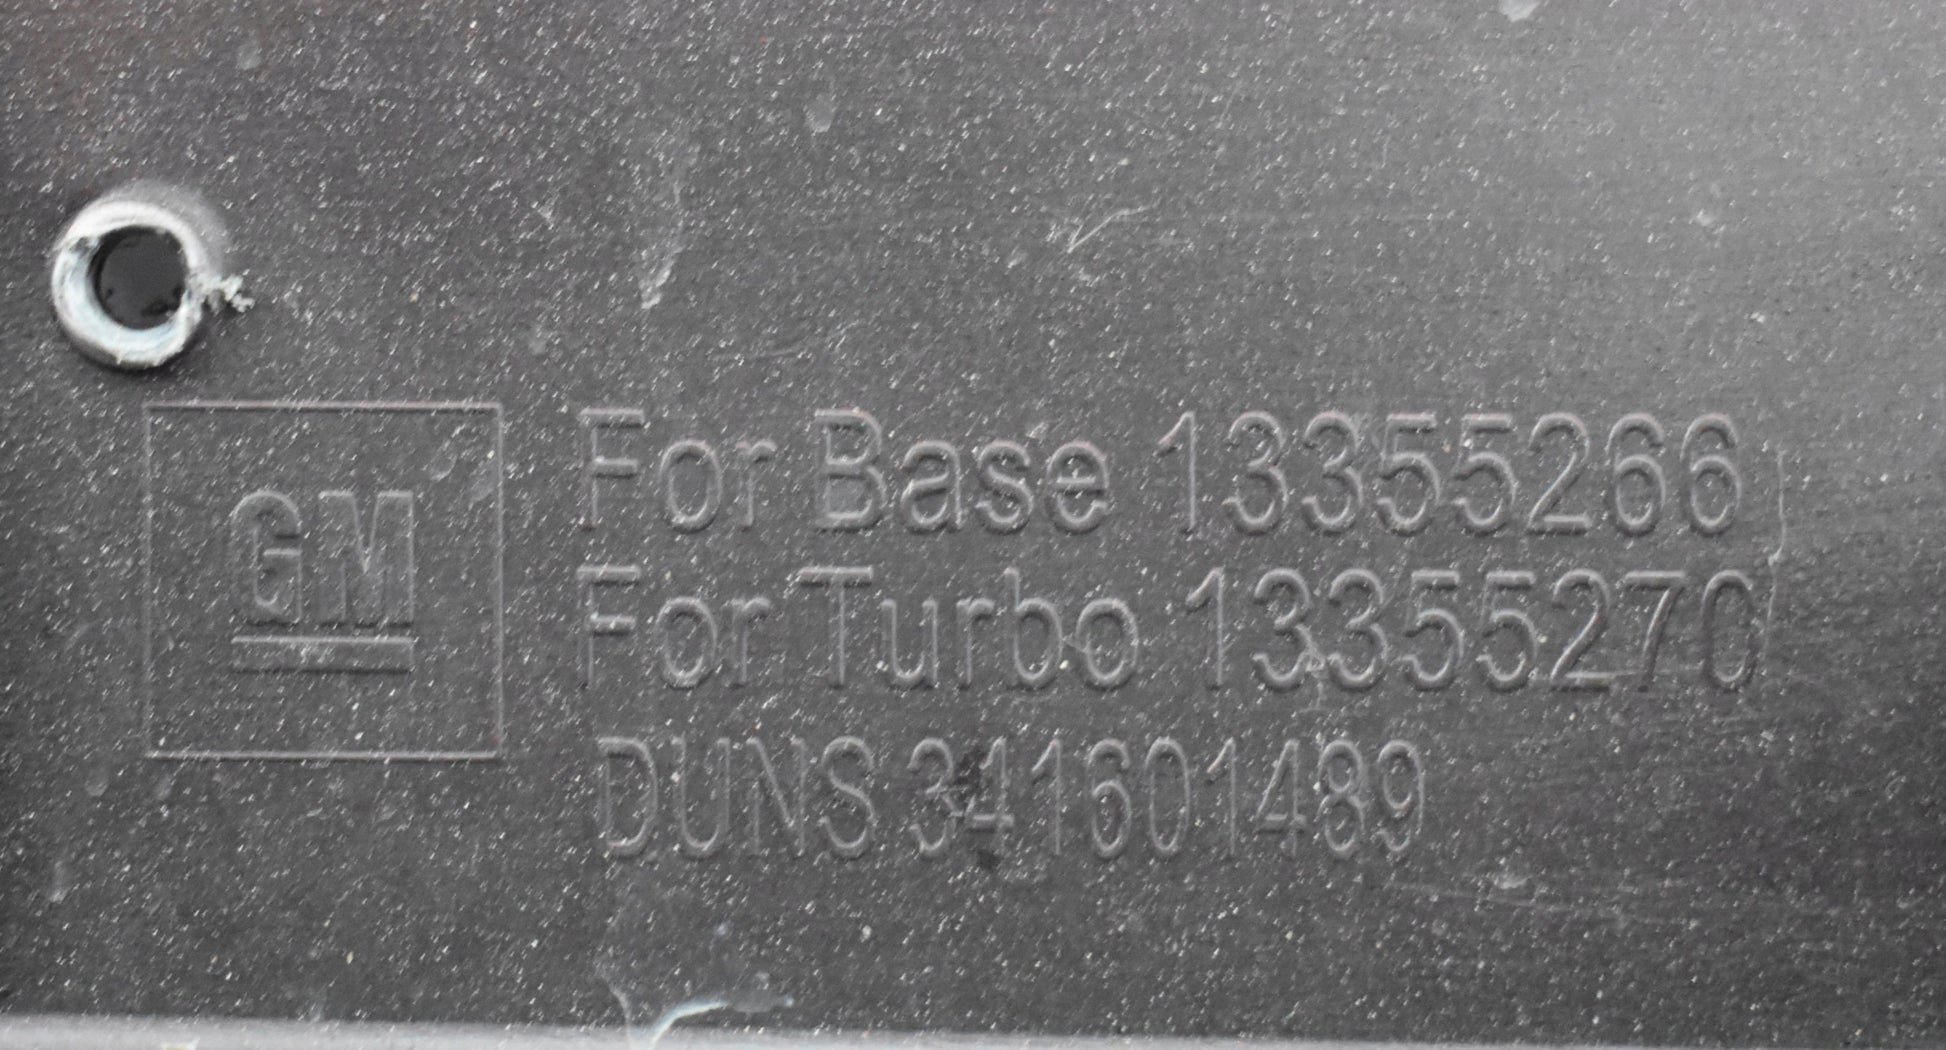 GM
For Base 13355266
For Turbo 13355270
DUNS 341601489